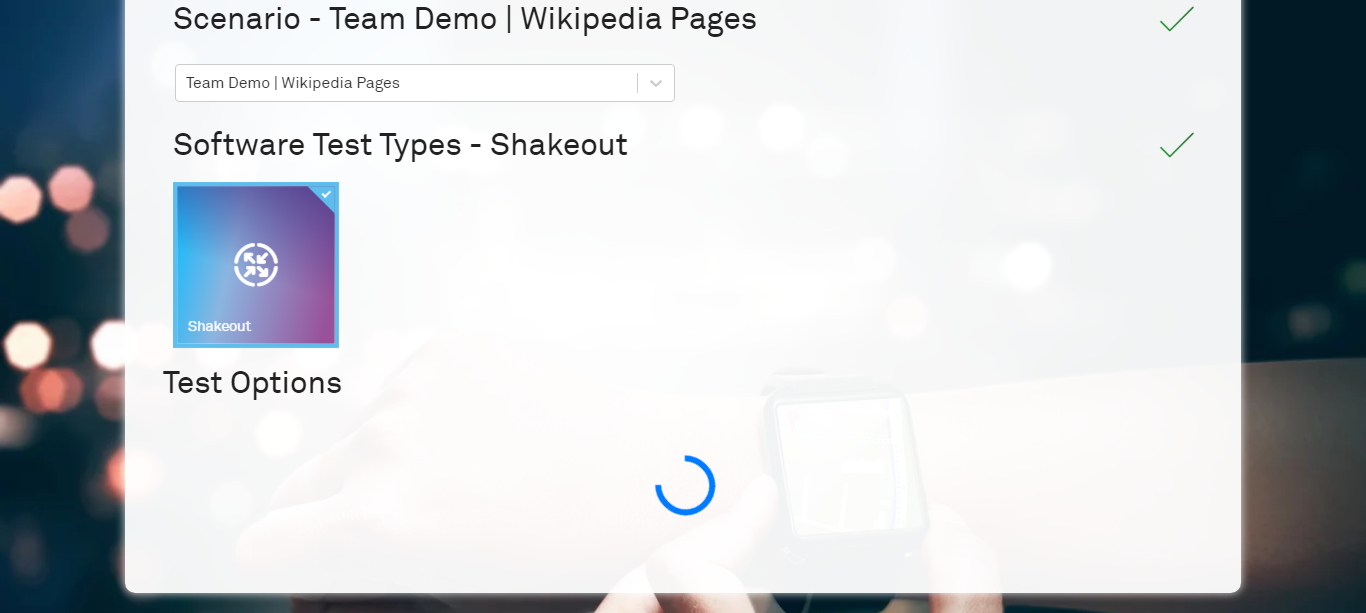 Scenario - Team Demo | Wikipedia Pages
Team Demo | Wikipedia Pages
Software Test Types - Shakeout
Shakeout
Test Options